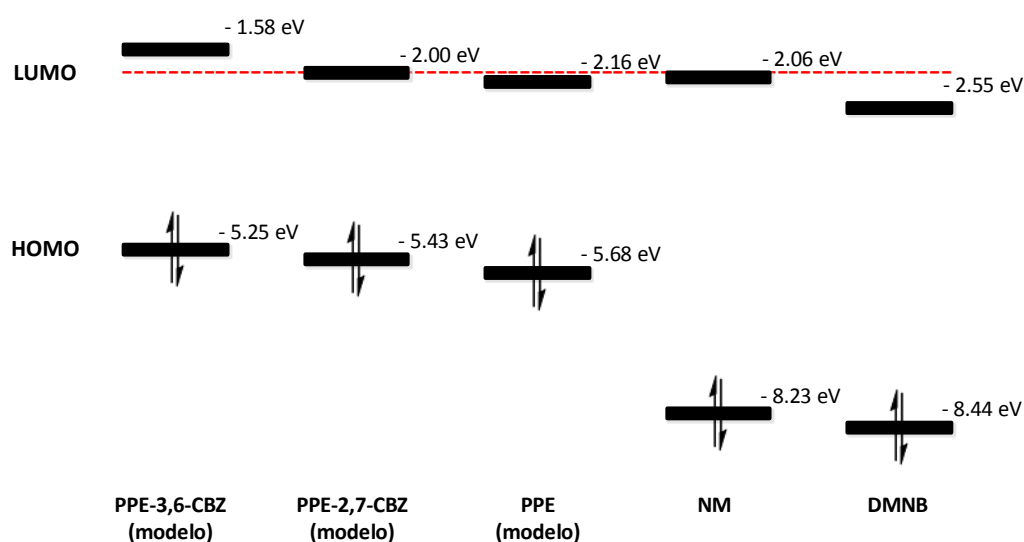 - 1.58 eV
- 2.00 eV
- 2.06 eV
- 2.16 eV
LUMO
- 2.55 eV
- 5.25 eV
HOMO
- 5.43 eV
- 5.68 eV
- 8.23 eV
- 8.44 eV
PPE-3,6-CBZ
(modelo)
PPE-2,7-CBZ
(modelo)
PPE
(modelo)
NM
DMNB